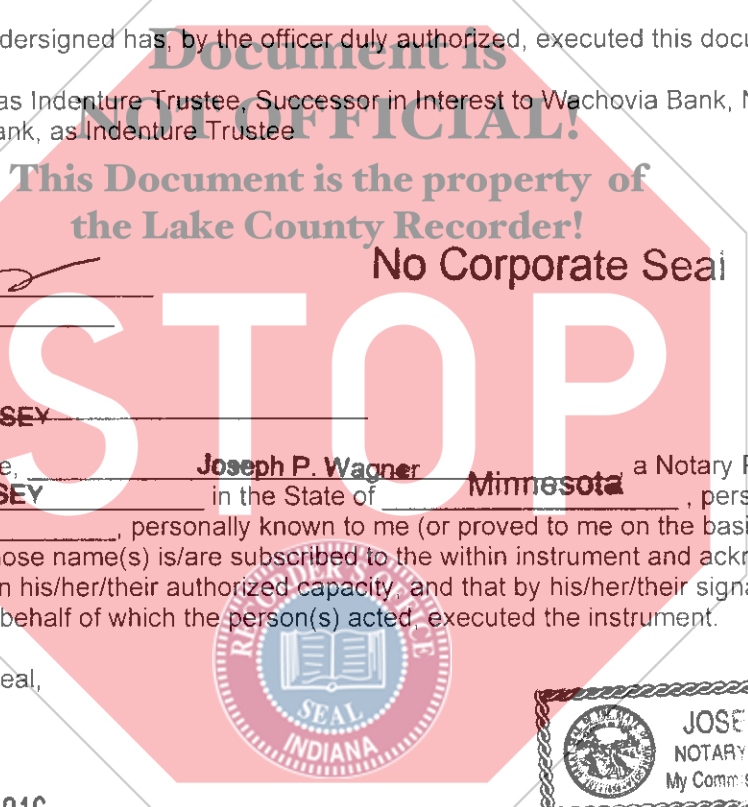 dersigned has, by the officer duly authorized, executed this docu
Document is
as Indenture Trustee, Successor in Interest to Wachovia Bank, N
NOT OFFICIAL!
ank, as Indenture Trustee
This Document is the property of
the Lake County Recorder!
No Corporate Seal
STOP
SEY
e, Joseph P. Wagner, a Notary P
SEY in the State of Minnesota, pers
, personally known to me (or proved to me on the basi
nose name(s) is/are subscribed to the within instrument and ackn
n his/her/their authorized capacity, and that by his/her/their signa
behalf of which the person(s) acted, executed the instrument.
RECORDER'S OFFICE
eal,
SEAL
INDIANA
JOSE
NOTARY
My Commis